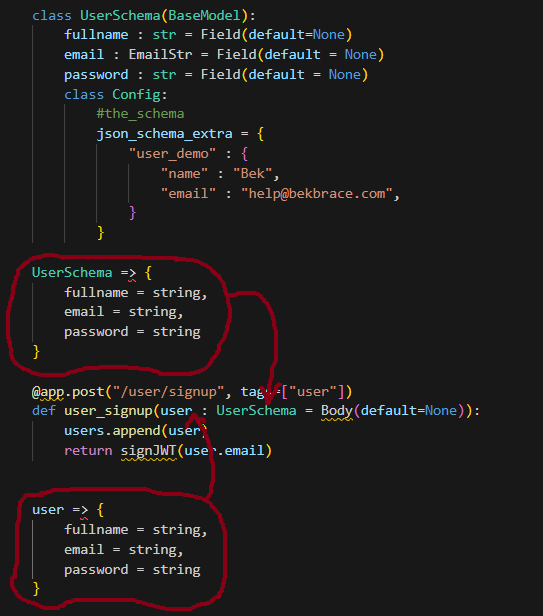 class UserSchema(BaseModel):
fullname : str = Field(default=None)
email : EmailStr = Field(default = None)
password : str = Field(default = None)
class Config:
#the_schema
json_schema_extra = {
"user_demo" : {
"name" : "Bek",
"email" : "help@bekbrace.com",
}
}
UserSchema => {
fullname = string,
email = string,
password = string
}
@app.post("/user/signup", tags=["user"])
def user_signup(user : UserSchema = Body(default=None)):
users.append(user)
return signJWT(user.email)
user => {
fullname = string,
email = string,
password = string
}